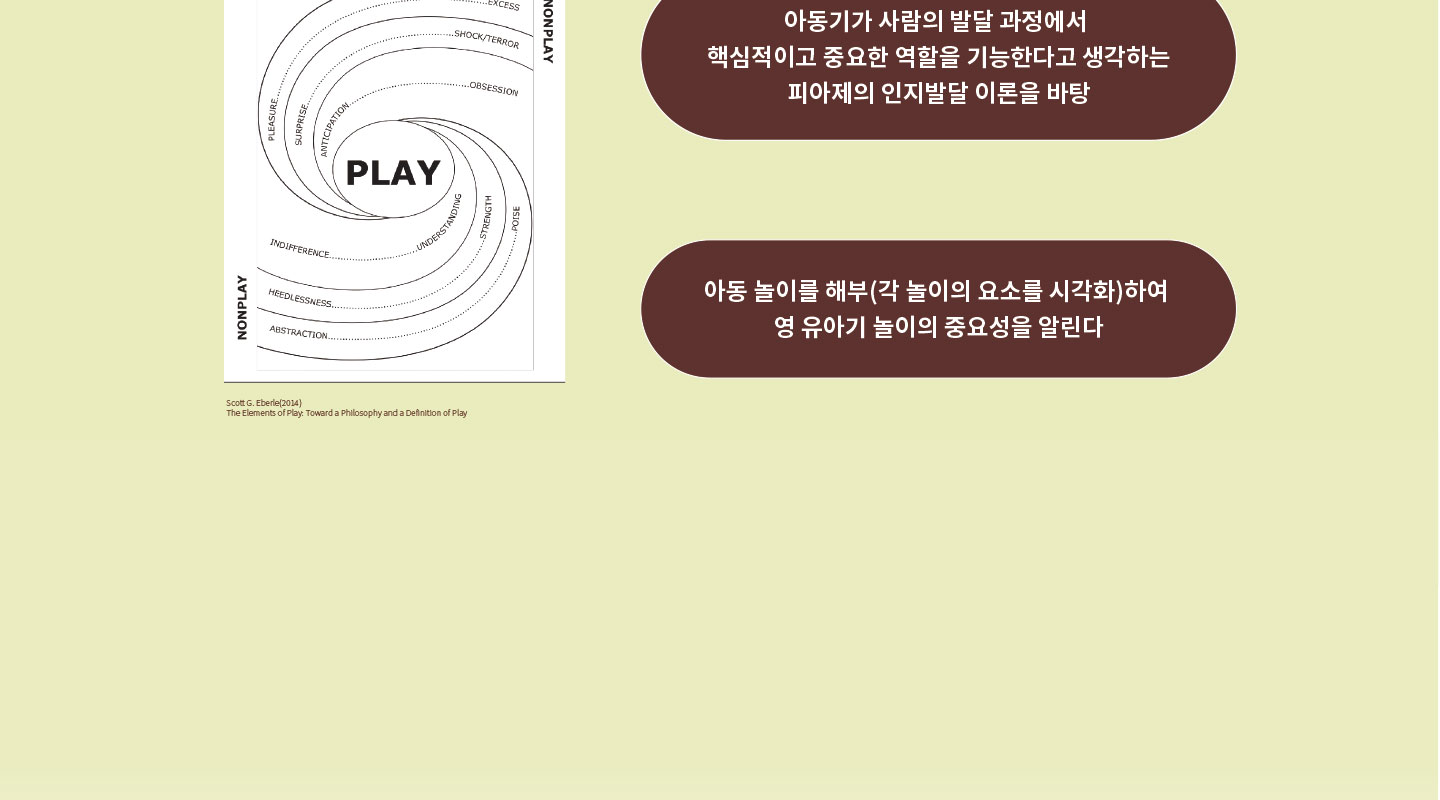 EXCESS
NONPLAY
SHOCK/TERROR
OBSESSION
PLEASURE
SURPRISE
ANTICIPATION
PLAY
UNDERSTANDING
STRENGTH
POISE
INDIFFERENCE
HEEDLESSNESS
ABSTRACTION
NONPLAY
Scott G. Eberle(2014)
The Elements of Play: Toward a Philosophy and a Definition of Play
아동기가 사람의 발달 과정에서
핵심적이고 중요한 역할을 기능한다고 생각하는
피아제의 인지발달 이론을 바탕
아동 놀이를 해부(각 놀이의 요소를 시각화)하여
영 유아기 놀이의 중요성을 알린다